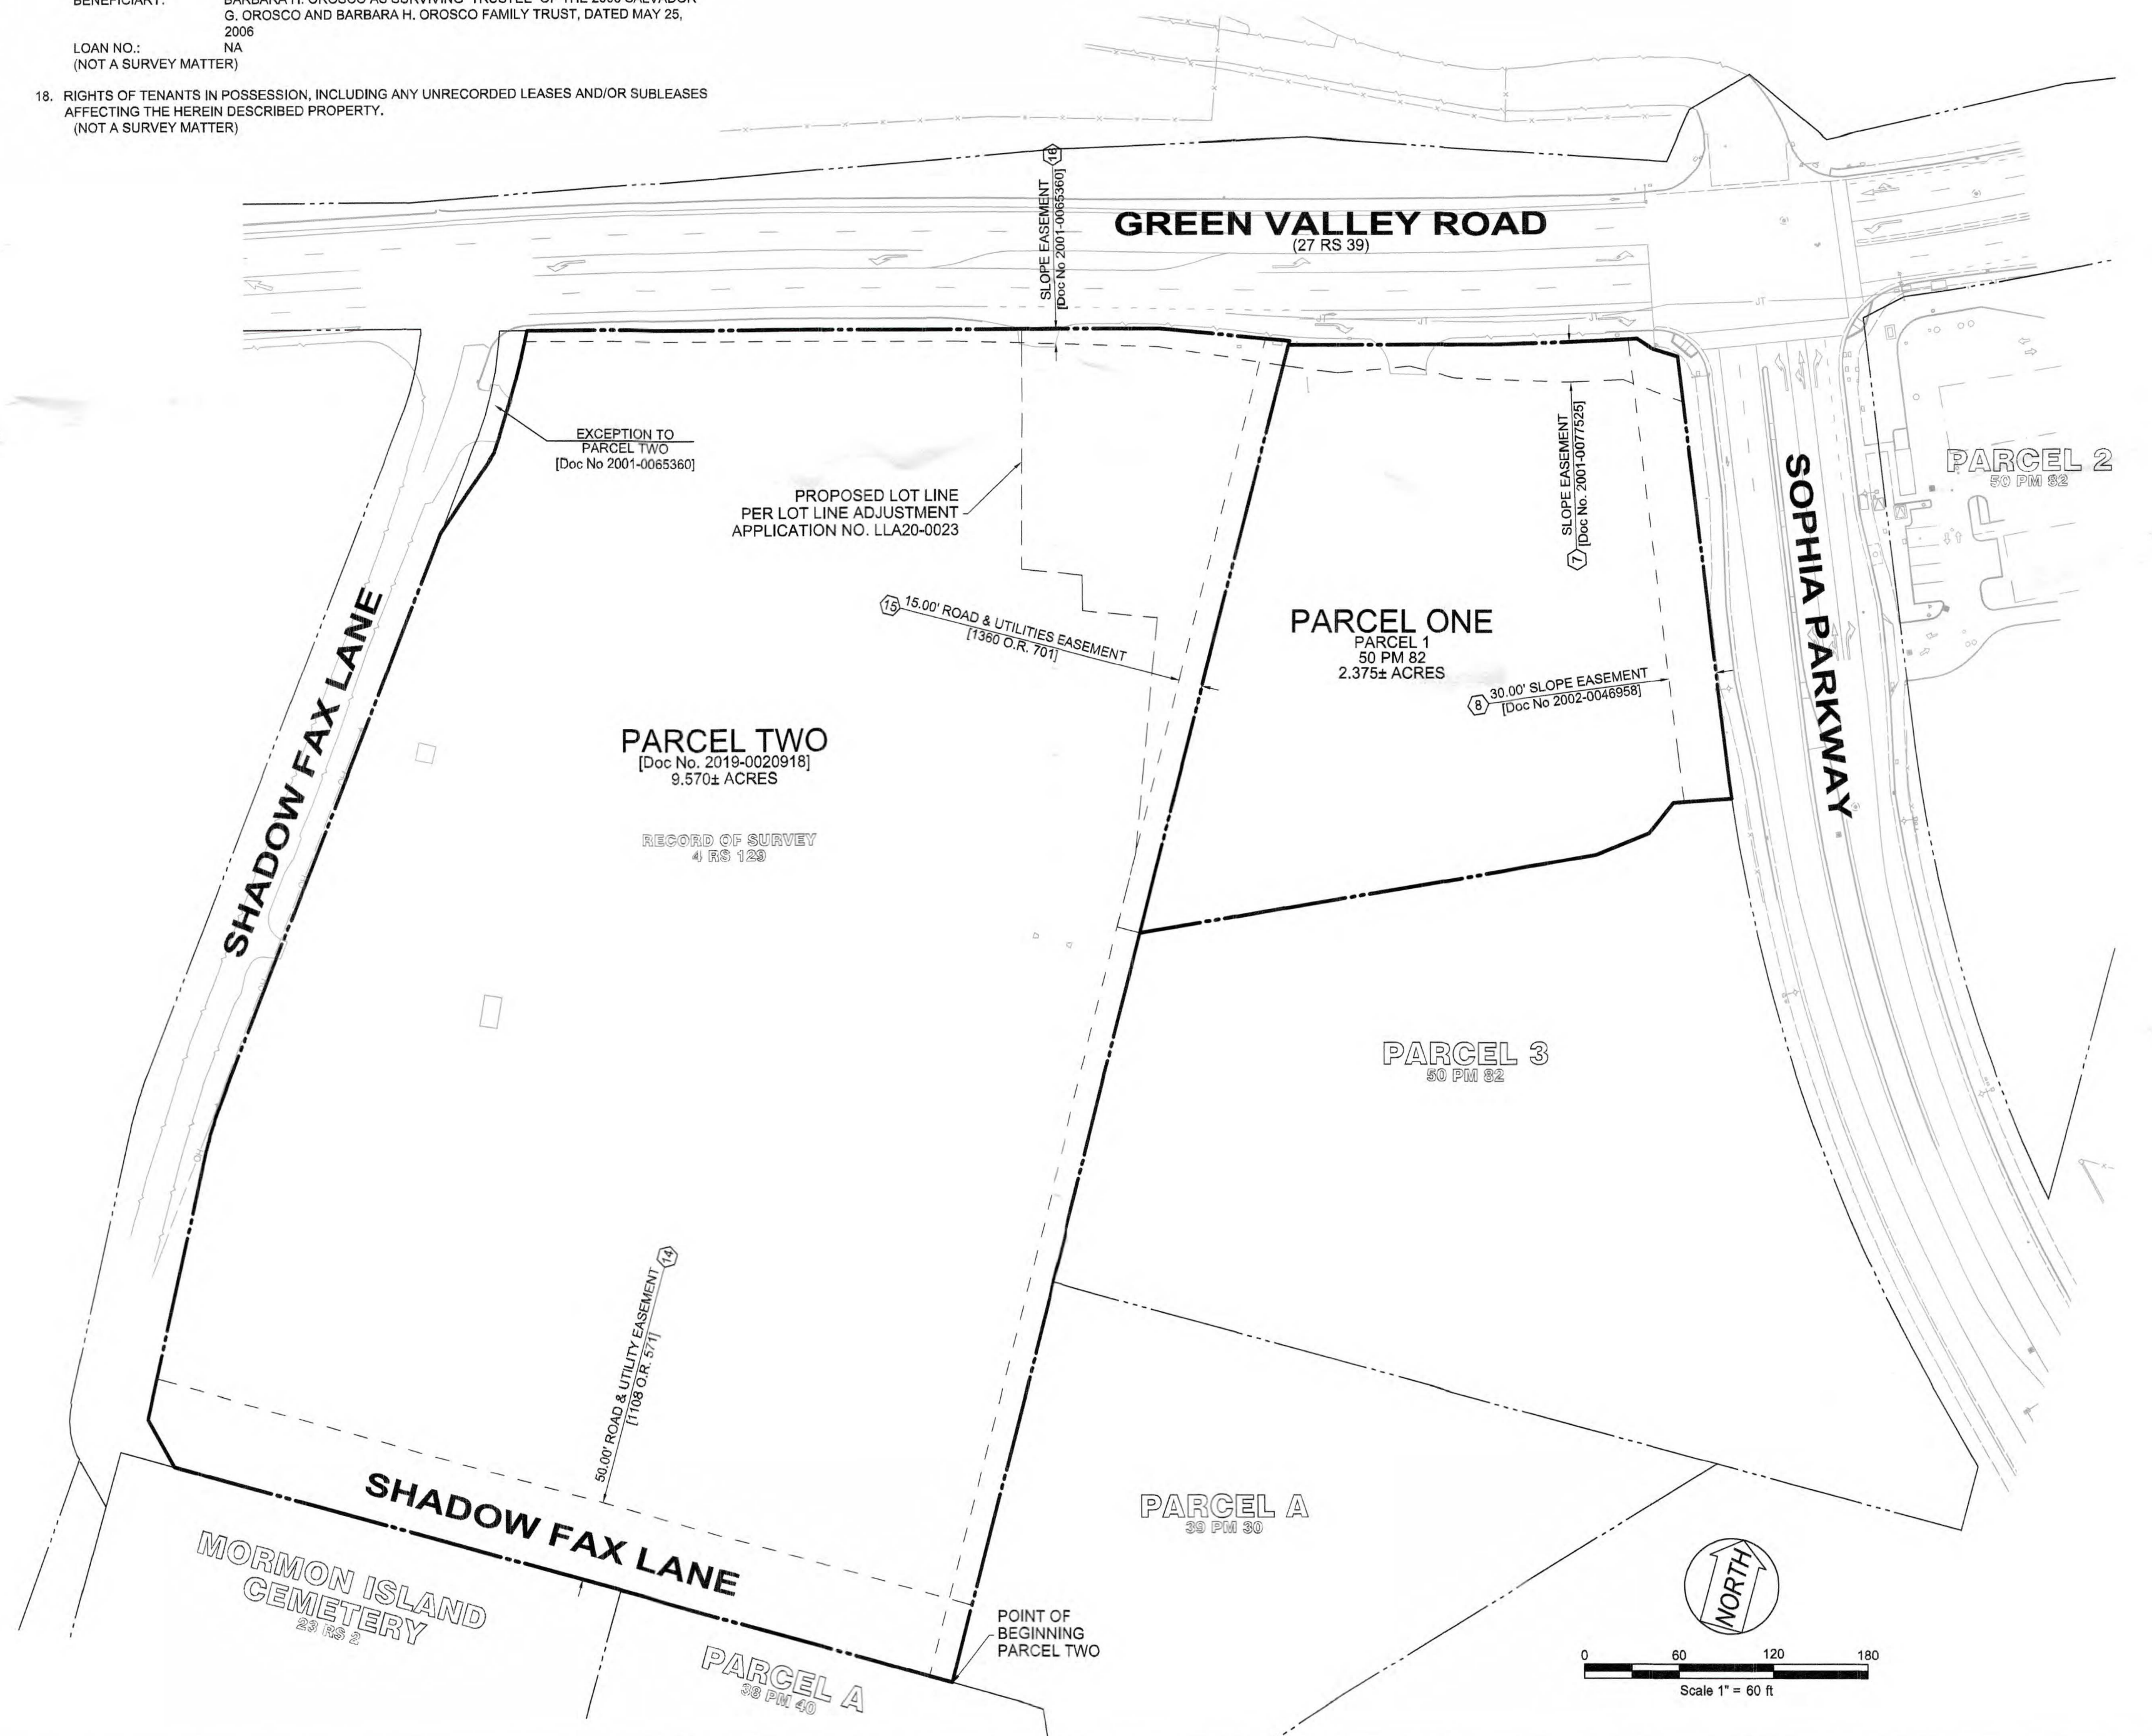 BENEFICIARY: BARBARA H. OROSCO AS SURVIVING TRUSTEE OF THE 2006 SALVADOR
G. OROSCO AND BARBARA H. OROSCO FAMILY TRUST, DATED MAY 25,
2006
LOAN NO.: NA
(NOT A SURVEY MATTER)
18. RIGHTS OF TENANTS IN POSSESSION, INCLUDING ANY UNRECORDED LEASES AND/OR SUBLEASES
AFFECTING THE HEREIN DESCRIBED PROPERTY.
(NOT A SURVEY MATTER)
16
SLOPE EASEMENT
[Doc No 2001-0065360]
GREEN VALLEY ROAD
(27 RS 39)
JT
JT
JT
JT
EXCEPTION TO
PARCEL TWO
[Doc No 2001-0065360]
PROPOSED LOT LINE
PER LOT LINE ADJUSTMENT
APPLICATION NO. LLA20-0023
7
SLOPE EASEMENT
[Doc No. 2001-0077525]
PARCEL 2
50 PM 82
SOPHIA PARKWAY
SHADOW FAX LANE
15
15.00' ROAD & UTILITIES EASEMENT
[1360 O.R. 701]
PARCEL ONE
PARCEL 1
50 PM 82
2.375± ACRES
8
30.00' SLOPE EASEMENT
[Doc No 2002-0046958]
PARCEL TWO
[Doc No. 2019-0020918]
9.570± ACRES
RECORD OF SURVEY
4 RS 129
OH
OH
OH
OH
PARCEL 3
50 PM 82
14
50.00' ROAD & UTILITY EASEMENT
[1108 O.R. 571]
SHADOW FAX LANE
MORMON ISLAND
CEMETERY
23 RS 2
PARCEL A
38 PM 40
POINT OF
BEGINNING
PARCEL TWO
PARCEL A
39 PM 30
NORTH
0 60 120 180
Scale 1" = 60 ft